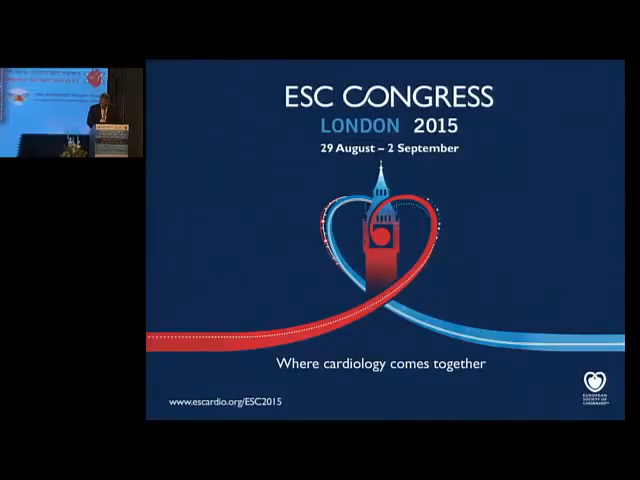 ESC CONGRESS
LONDON 2015
29 August – 2 September
Where cardiology comes together
www.escardio.org/ESC2015
EUROPEAN
SOCIETY OF
CARDIOLOGY®